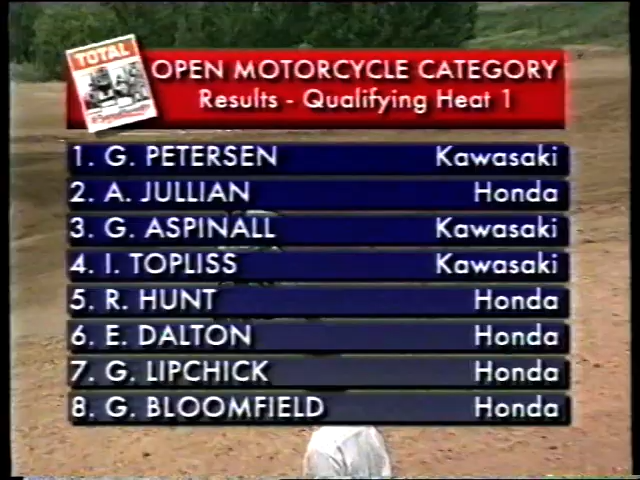 TOTAL
OPEN MOTORCYCLE CATEGORY
Results - Qualifying Heat 1
1. G. PETERSEN Kawasaki
2. A. JULLIAN Honda
3. G. ASPINALL Kawasaki
4. I. TOPLISS Kawasaki
5. R. HUNT Honda
6. E. DALTON Honda
7. G. LIPCHICK Honda
8. G. BLOOMFIELD Honda